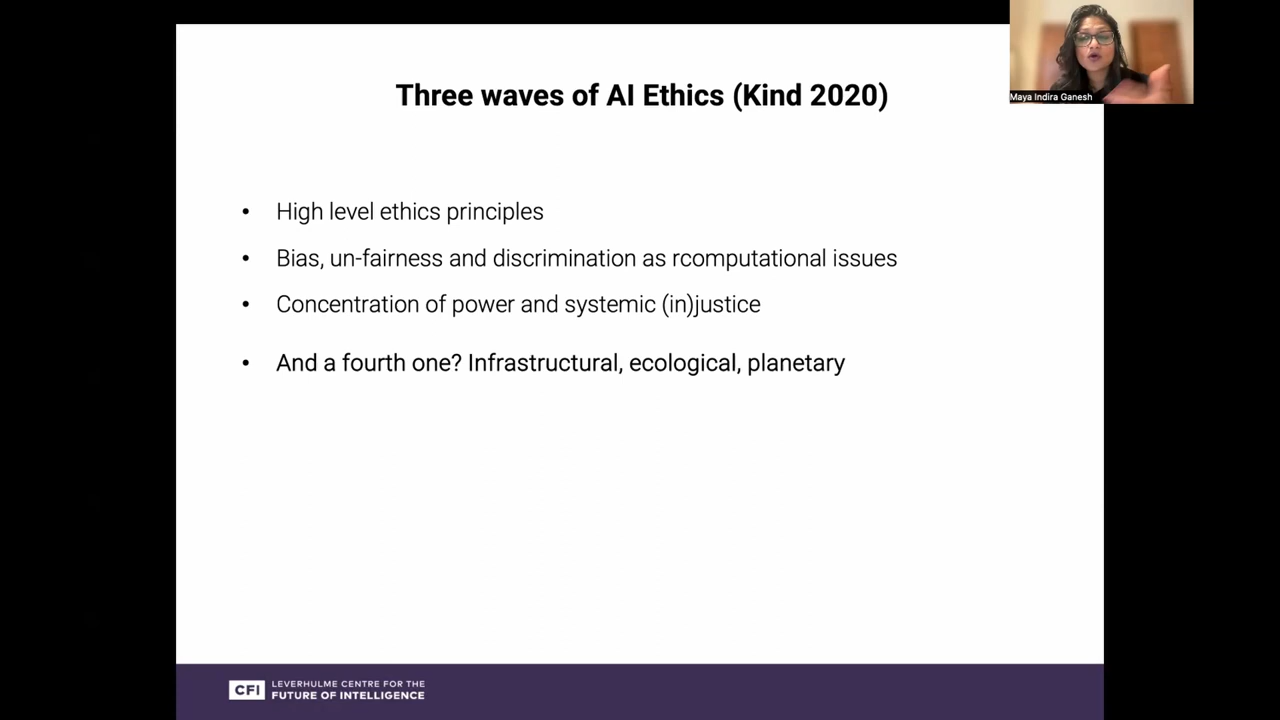 Three waves of AI Ethics (Kind 2020)
Maya Indira Ganesh
• High level ethics principles
• Bias, un-fairness and discrimination as rcomputational issues
• Concentration of power and systemic (in)justice
• And a fourth one? Infrastructural, ecological, planetary
CFI
LEVERHULME CENTRE FOR THE
FUTURE OF INTELLIGENCE